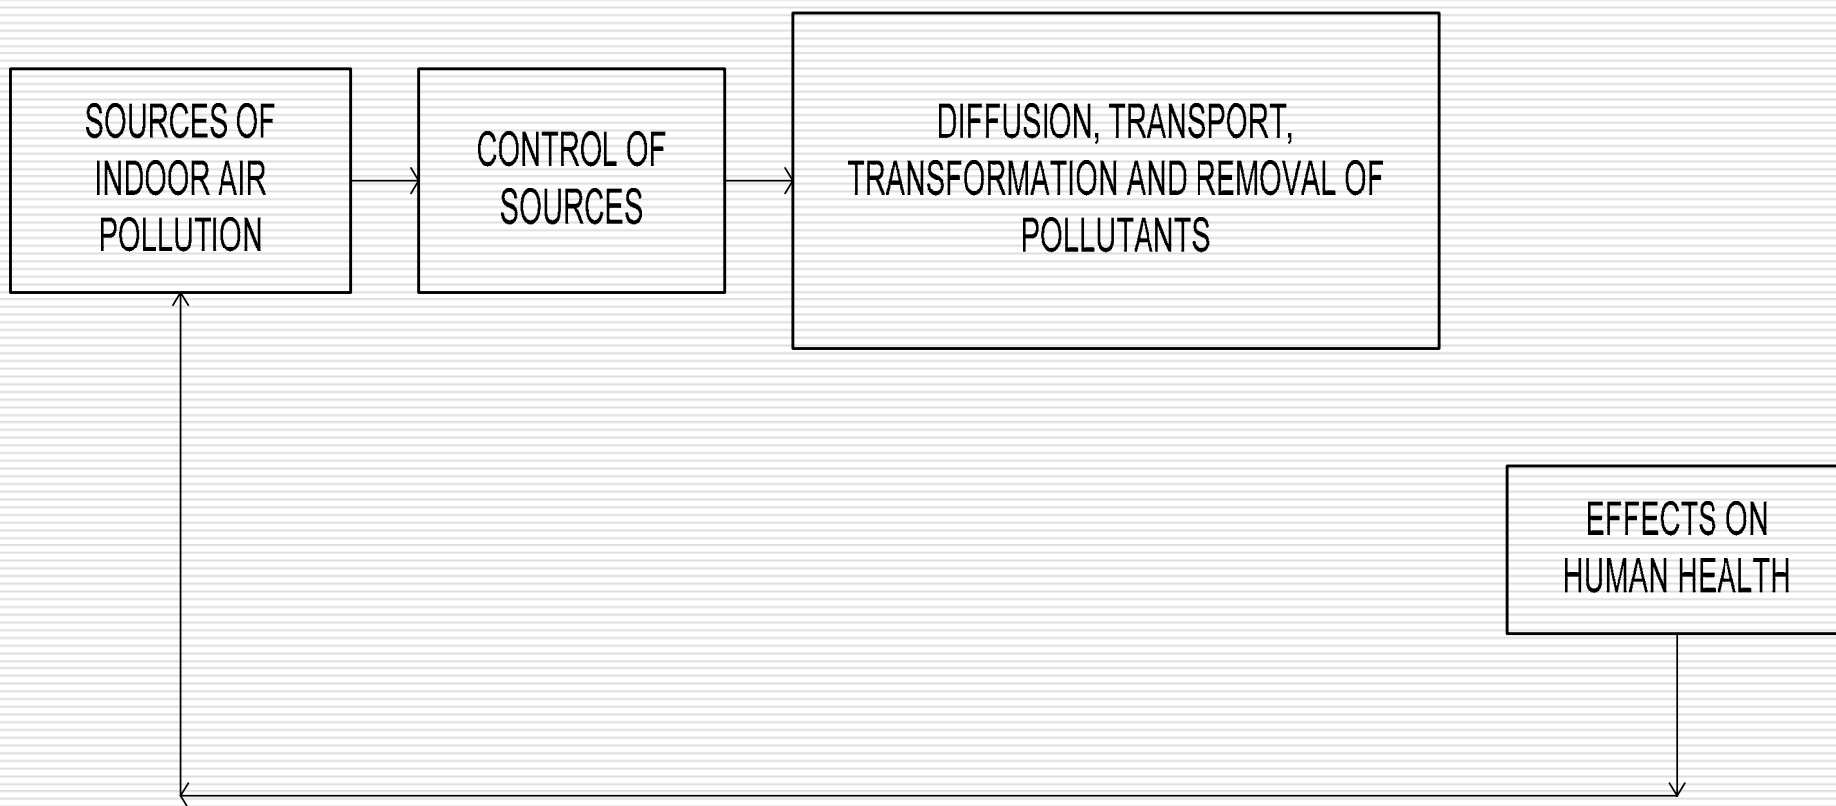 SOURCES OF
INDOOR AIR
POLLUTION
CONTROL OF
SOURCES
DIFFUSION, TRANSPORT,
TRANSFORMATION AND REMOVAL OF
POLLUTANTS
EFFECTS ON
HUMAN HEALTH